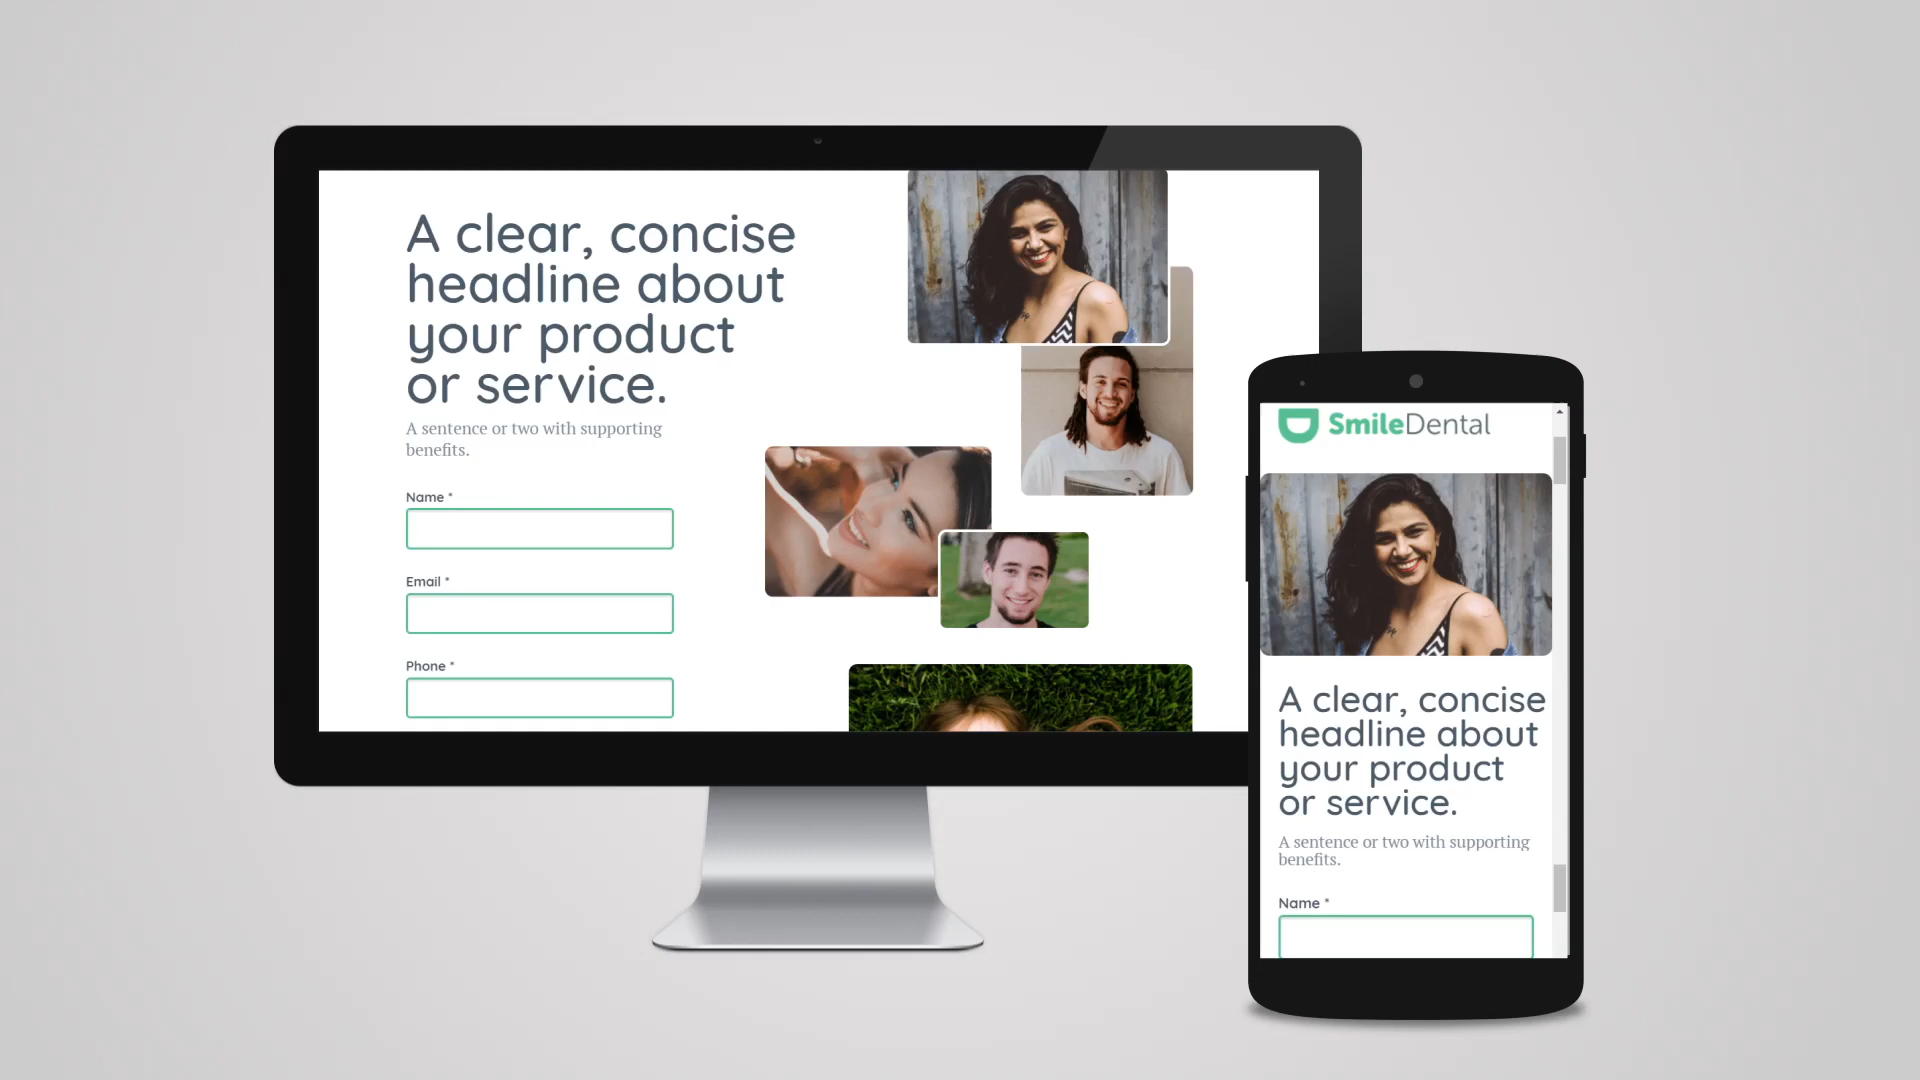 A clear, concise
headline about
your product
or service.
A sentence or two with supporting
benefits.
Name *
Email *
Phone *
SmileDental
A clear, concise
headline about
your product
or service.
A sentence or two with supporting
benefits.
Name *